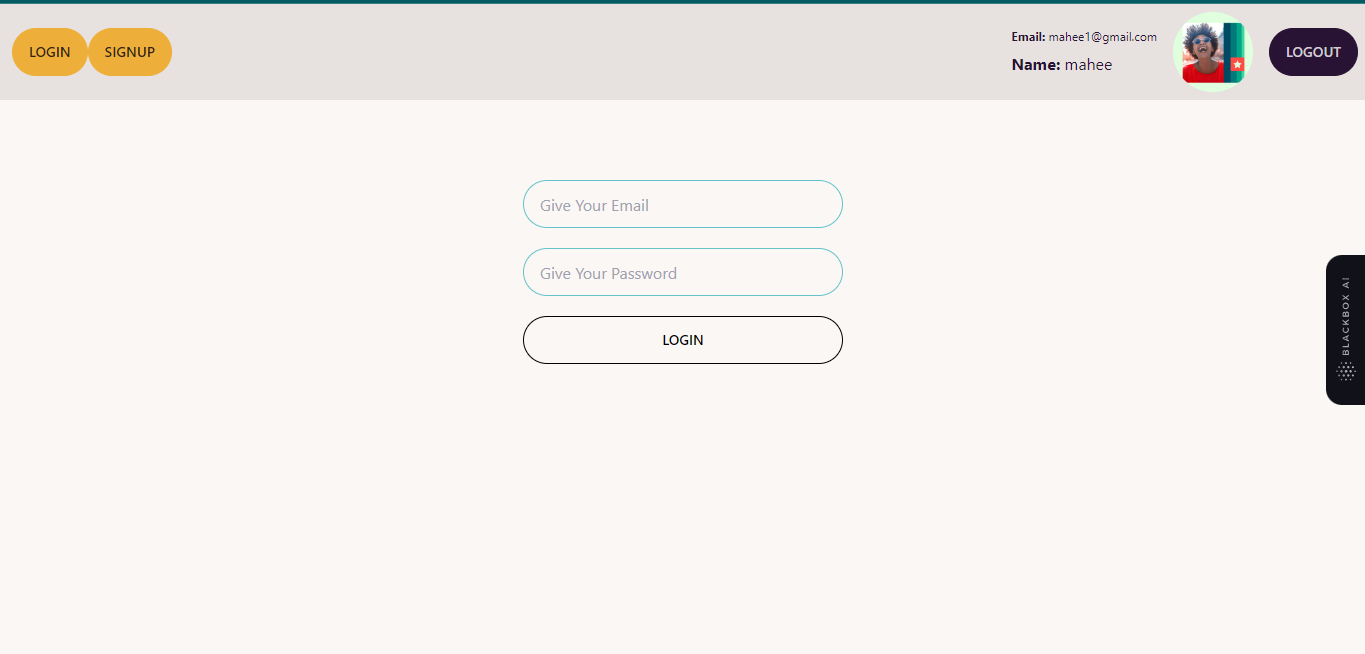 LOGIN SIGNUP
Email: mahee1@gmail.com
Name: mahee
LOGOUT
Give Your Email
Give Your Password
LOGIN
BLACKBOX AI